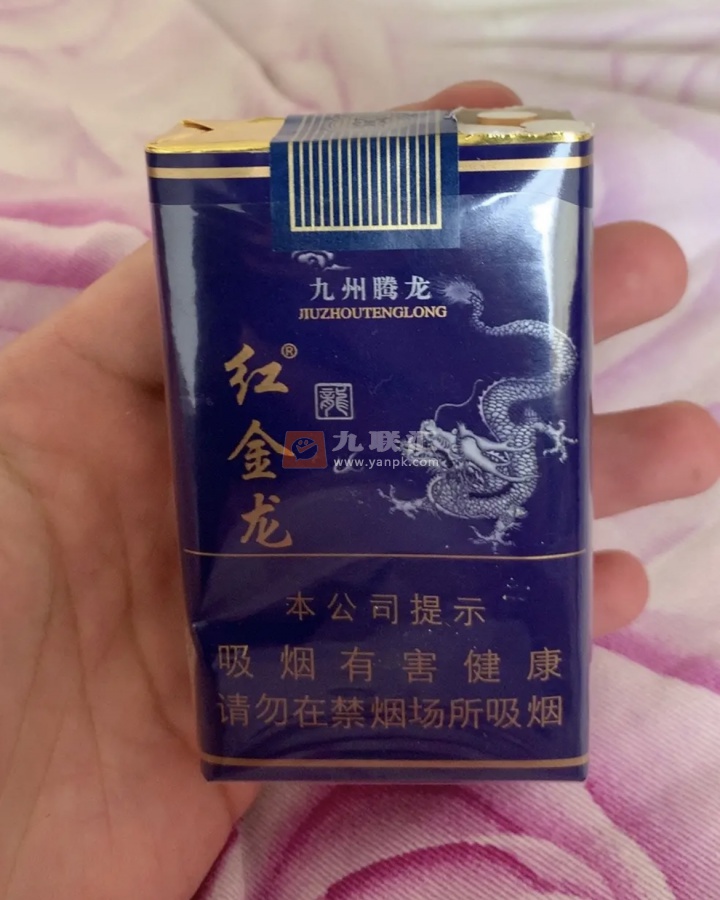 九州腾龙
JIUZHOUTENGLONG
红®
金
龙
龍
九联
www.yanpk.com
本公司提示
吸烟有害健康
请勿在禁烟场所吸烟